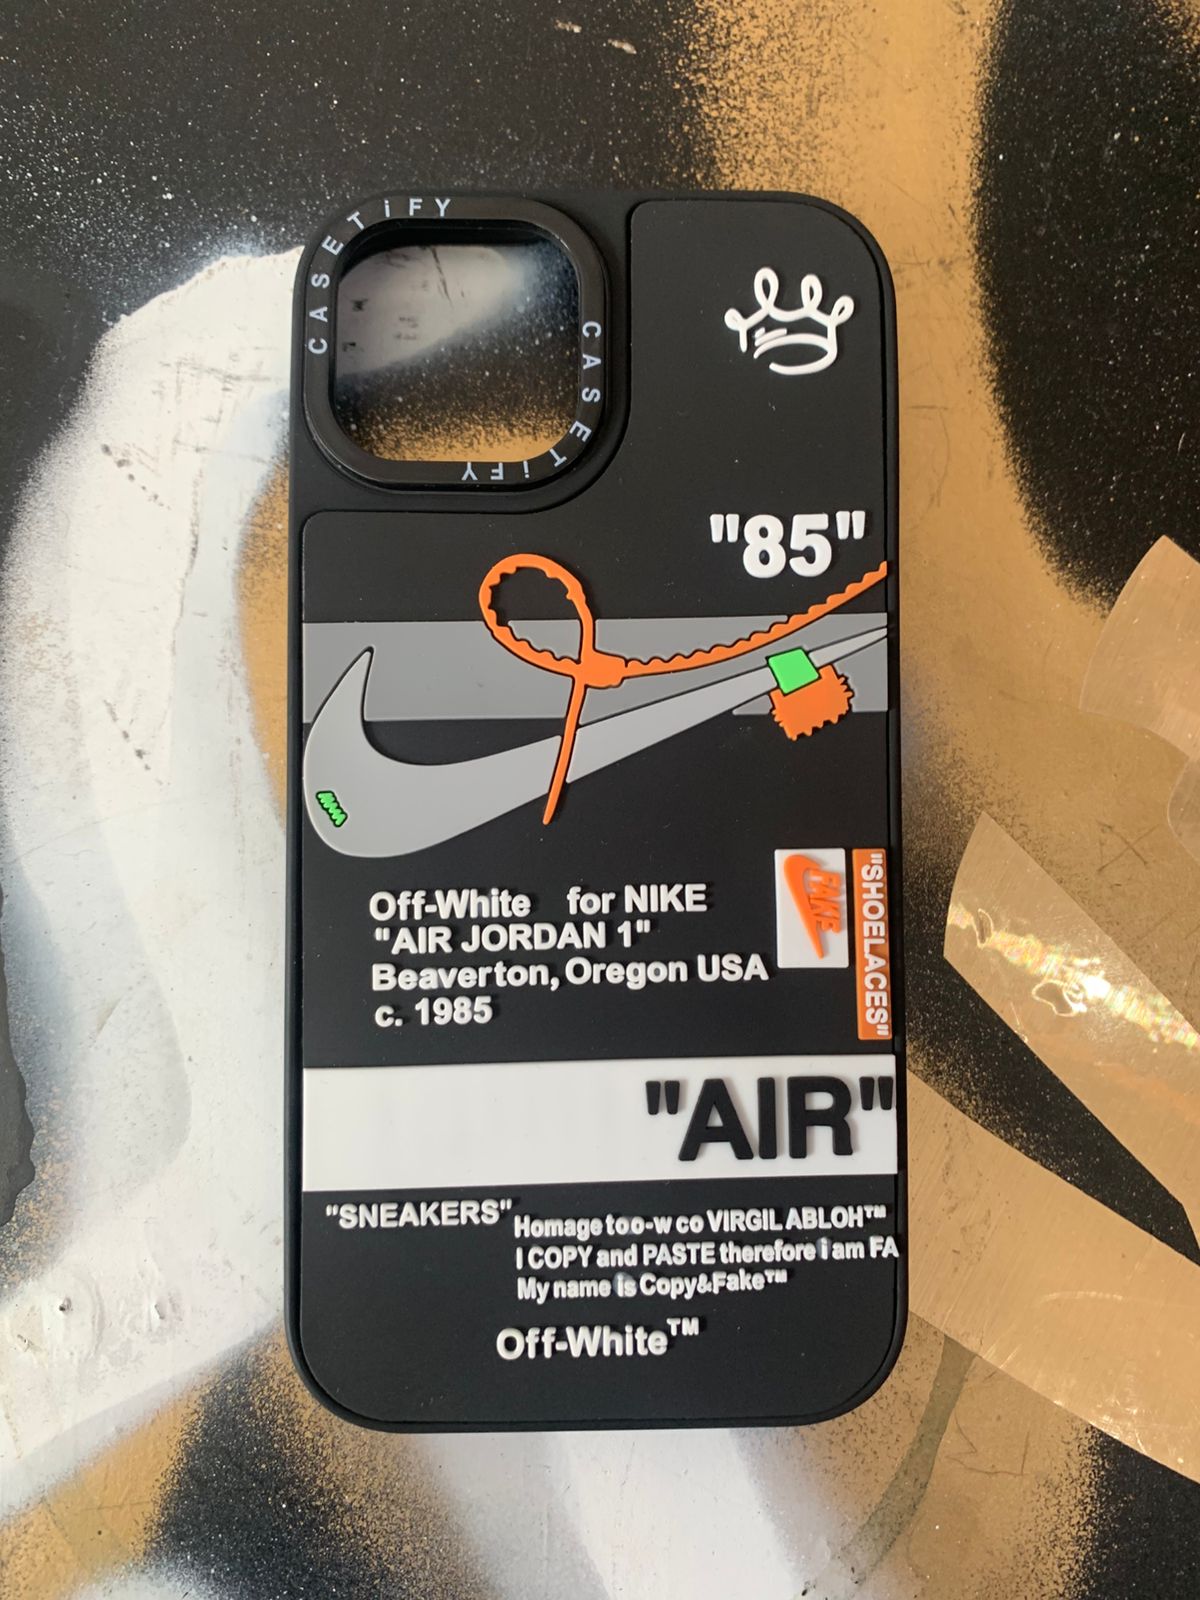 CASETiFY
CASETiFY
"85"
Off-White for NIKE
"AIR JORDAN 1"
Beaverton, Oregon USA
c. 1985
FAKE
"SHOELACES"
"AIR"
"SNEAKERS"
Homage to o-w co VIRGIL ABLOH™
I COPY and PASTE therefore i am FA
My name is Copy&Fake™
Off-White™